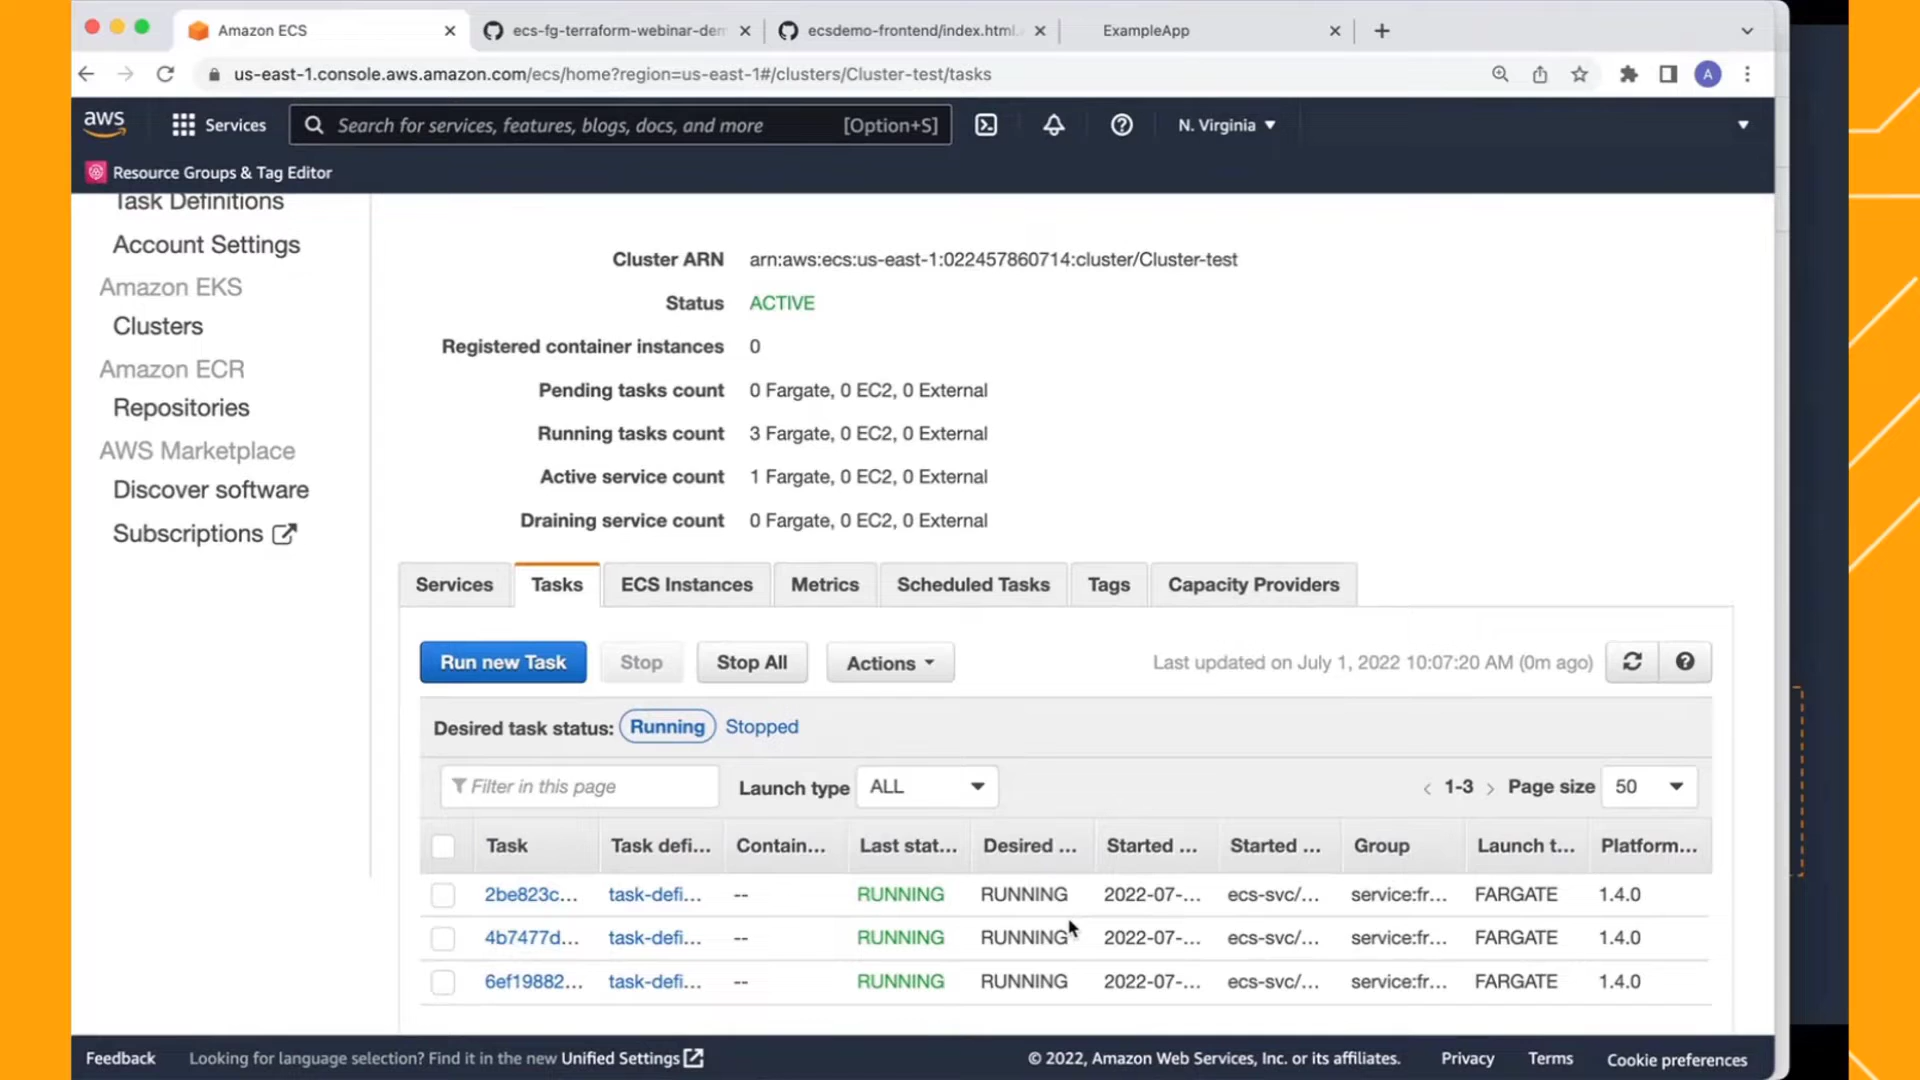 Amazon ECS
ecs-fg-terraform-webinar-dem
ecsdemo-frontend/index.html.
ExampleApp
us-east-1.console.aws.amazon.com/ecs/home?region=us-east-1#/clusters/Cluster-test/tasks
A
aws
Services
Search for services, features, blogs, docs, and more
[Option+S]
N. Virginia
Resource Groups & Tag Editor
Task Definitions
Account Settings
Amazon EKS
Clusters
Amazon ECR
Repositories
AWS Marketplace
Discover software
Subscriptions
Cluster ARN arn:aws:ecs:us-east-1:022457860714:cluster/Cluster-test
Status ACTIVE
Registered container instances 0
Pending tasks count 0 Fargate, 0 EC2, 0 External
Running tasks count 3 Fargate, 0 EC2, 0 External
Active service count 1 Fargate, 0 EC2, 0 External
Draining service count 0 Fargate, 0 EC2, 0 External
Services Tasks ECS Instances Metrics Scheduled Tasks Tags Capacity Providers
Run new Task Stop Stop All Actions Last updated on July 1, 2022 10:07:20 AM (0m ago)
Desired task status: Running Stopped
Filter in this page Launch type ALL < 1-3 > Page size 50
Task Task defi... Contain... Last stat... Desired ... Started ... Started ... Group Launch t... Platform...
2be823c... task-defi... -- RUNNING RUNNING 2022-07-... ecs-svc/... service:fr... FARGATE 1.4.0
4b7477d... task-defi... -- RUNNING RUNNING 2022-07-... ecs-svc/... service:fr... FARGATE 1.4.0
6ef19882... task-defi... -- RUNNING RUNNING 2022-07-... ecs-svc/... service:fr... FARGATE 1.4.0
Feedback Looking for language selection? Find it in the new Unified Settings © 2022, Amazon Web Services, Inc. or its affiliates. Privacy Terms Cookie preferences